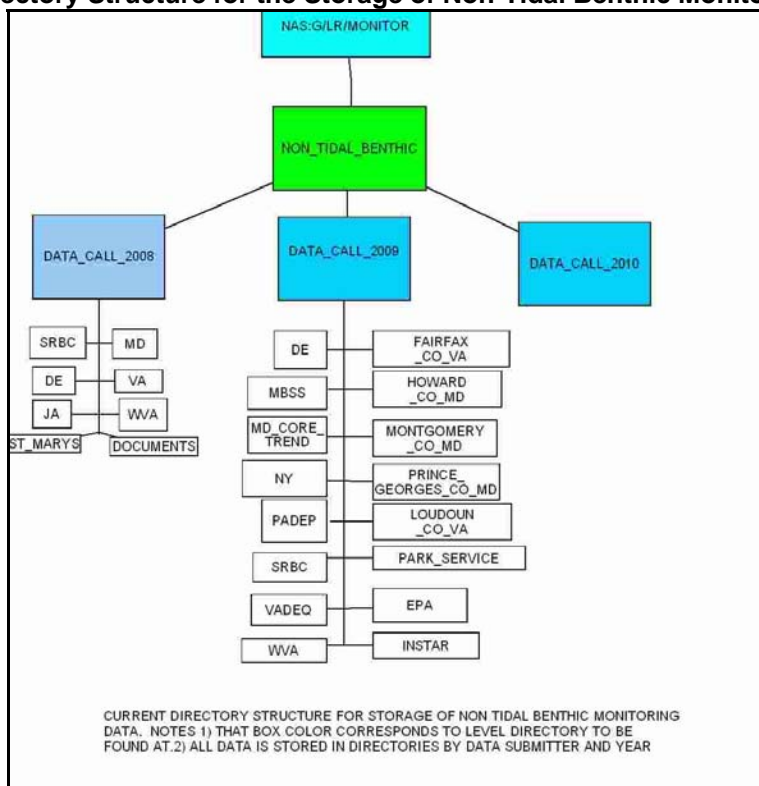 ectory Structure for the Storage of Non Tidal Benthic Monito
NAS:G/LR/MONITOR
NON_TIDAL_BENTHIC
DATA_CALL_2008
DATA_CALL_2009
DATA_CALL_2010
SRBC
MD
DE
VA
JA
WVA
ST_MARYS
DOCUMENTS
DE
FAIRFAX
_CO_VA
MBSS
HOWARD
_CO_MD
MD_CORE_
TREND
MONTGOMERY
_CO_MD
NY
PRINCE_
GEORGES_CO_MD
PADEP
LOUDOUN
_CO_VA
SRBC
PARK_SERVICE
VADEQ
EPA
WVA
INSTAR
CURRENT DIRECTORY STRUCTURE FOR STORAGE OF NON TIDAL BENTHIC MONITORING
DATA. NOTES 1) THAT BOX COLOR CORRESPONDS TO LEVEL DIRECTORY TO BE
FOUND AT.2) ALL DATA IS STORED IN DIRECTORIES BY DATA SUBMITTER AND YEAR